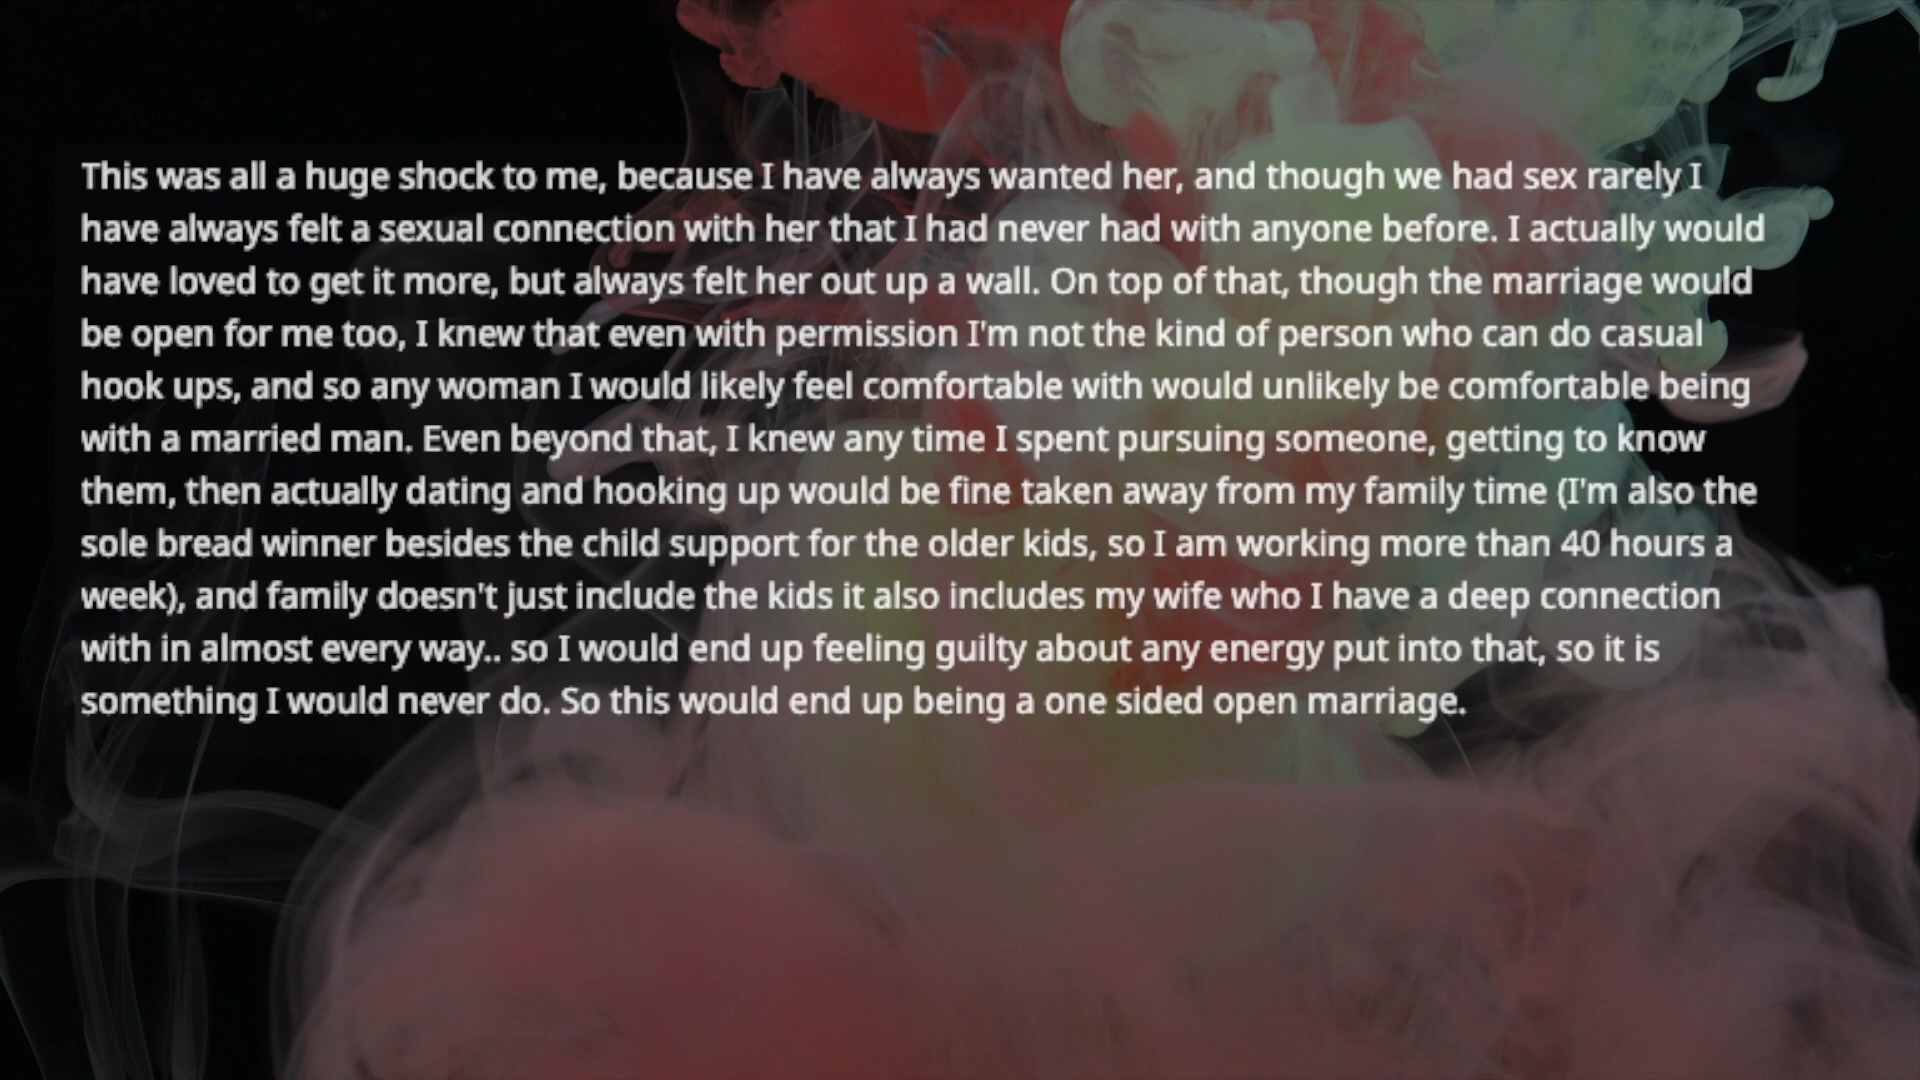 This was all a huge shock to me, because I have always wanted her, and though we had sex rarely I
have always felt a sexual connection with her that I had never had with anyone before. I actually would
have loved to get it more, but always felt her out up a wall. On top of that, though the marriage would
be open for me too, I knew that even with permission I'm not the kind of person who can do casual
hook ups, and so any woman I would likely feel comfortable with would unlikely be comfortable being
with a married man. Even beyond that, I knew any time I spent pursuing someone, getting to know
them, then actually dating and hooking up would be fine taken away from my family time (I'm also the
sole bread winner besides the child support for the older kids, so I am working more than 40 hours a
week), and family doesn't just include the kids it also includes my wife who I have a deep connection
with in almost every way.. so I would end up feeling guilty about any energy put into that, so it is
something I would never do. So this would end up being a one sided open marriage.